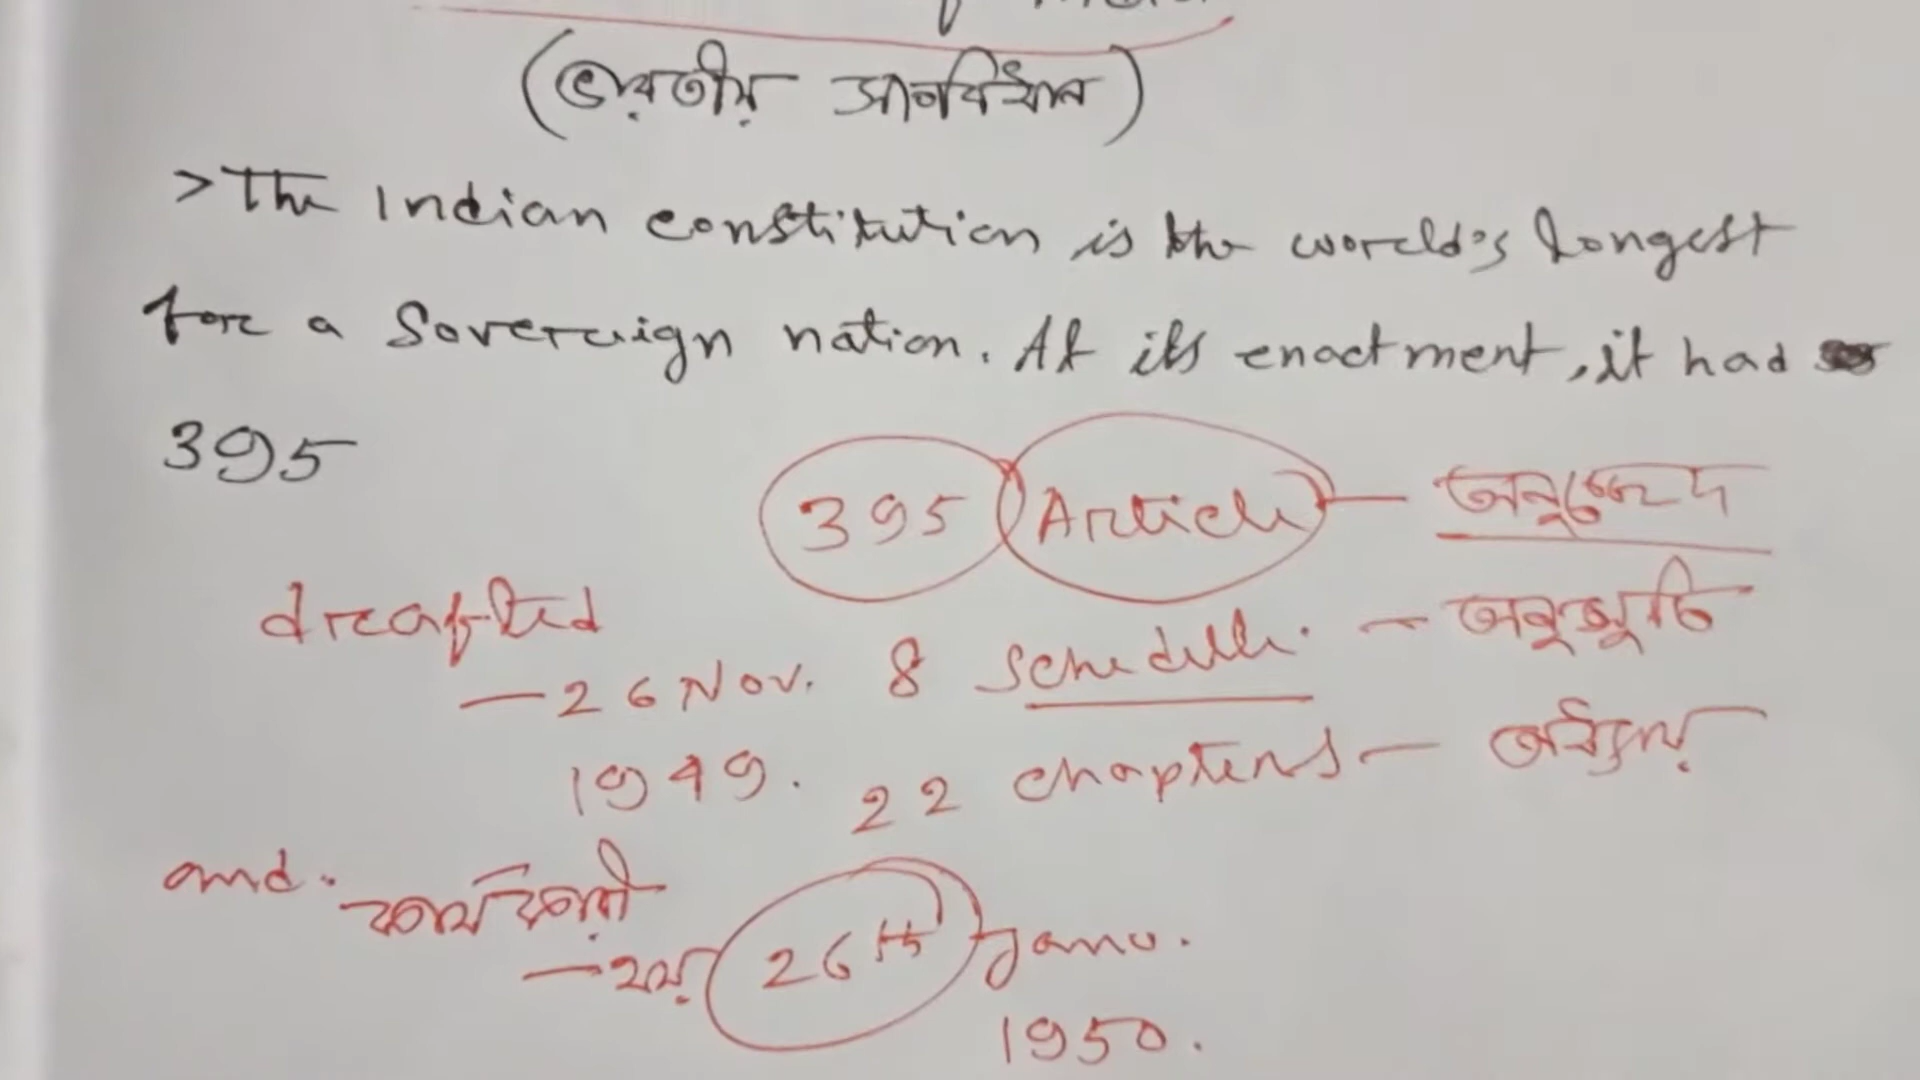 (ভারতীয় সংবিধান)
>The Indian constitution is the world's longest
for a Sovereign nation. At its enactment, it had
395
395 Article — অনুচ্ছেদ
drafted
8 schedule. — অনুসূচি
— 26 Nov.
1949.
22 chapters — অধ্যায়
and. কার্যকরী
— হয় 26th Janu.
1950.